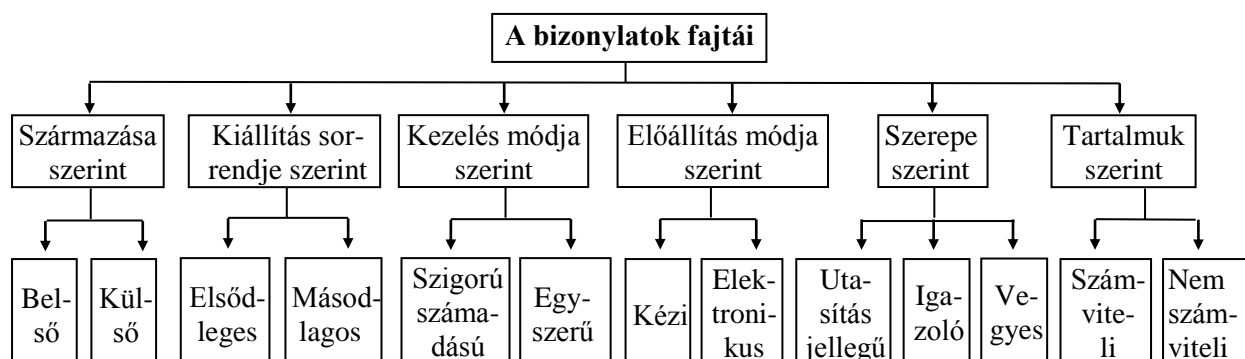 A bizonylatok fajtái
Származása
szerint
Kiállítás sor-
rendje szerint
Kezelés módja
szerint
Előállítás módja
szerint
Szerepe
szerint
Tartalmuk
szerint
Bel-
ső
Kül-
ső
Elsőd-
leges
Másod-
lagos
Szigorú
száma-
dású
Egy-
szerű
Kézi
Elek-
troni-
kus
Uta-
sítás
jellegű
Iga-
zoló
Ve-
gyes
Szám-
vite-
li
Nem
szám-
viteli